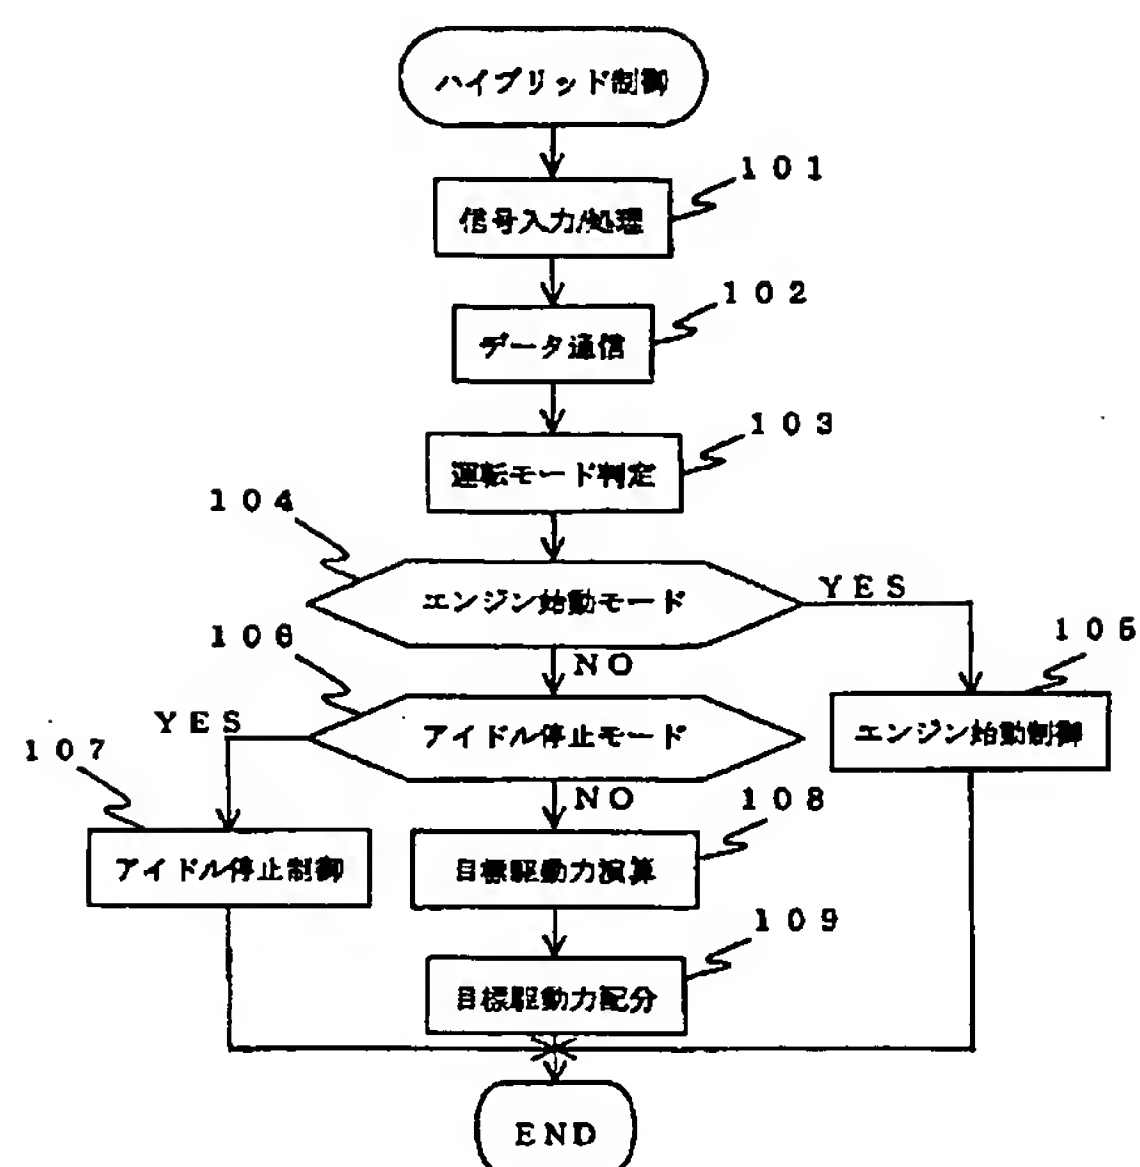 ハイブリッド制御
101
信号入力/処理
102
データ通信
103
運転モード判定
104
エンジン始動モード
YES
NO
105
エンジン始動制御
106
アイドル停止モード
YES
NO
107
アイドル停止制御
108
目標駆動力演算
109
目標駆動力配分
END